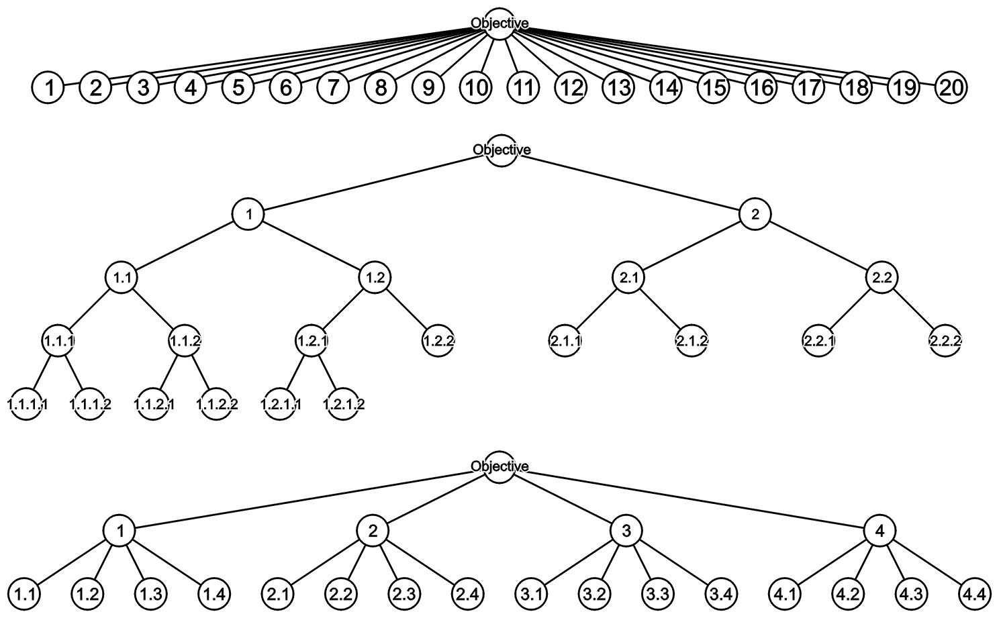 Objective
1 2 3 4 5 6 7 8 9 10 11 12 13 14 15 16 17 18 19 20
Objective
1 2
1.1 1.2 2.1 2.2
1.1.1 1.1.2 1.2.1 1.2.2 2.1.1 2.1.2 2.2.1 2.2.2
1.1.1.1 1.1.1.2 1.1.2.1 1.1.2.2 1.2.1.1 1.2.1.2
Objective
1 2 3 4
1.1 1.2 1.3 1.4 2.1 2.2 2.3 2.4 3.1 3.2 3.3 3.4 4.1 4.2 4.3 4.4